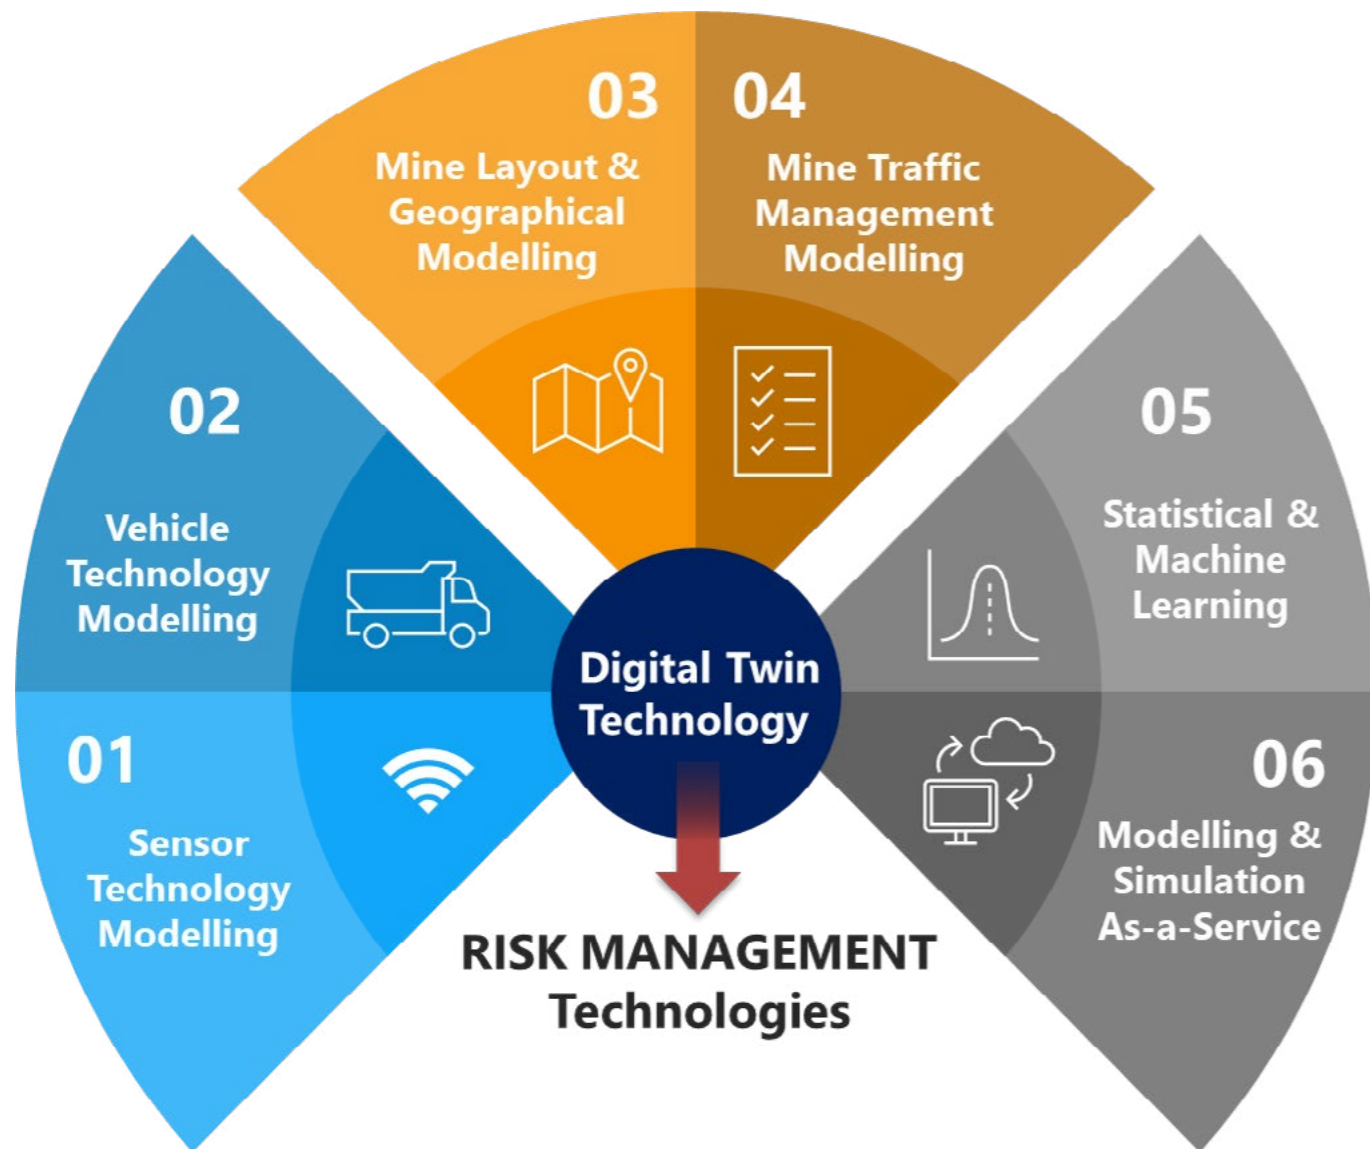 01
Sensor
Technology
Modelling
02
Vehicle
Technology
Modelling
03
Mine Layout &
Geographical
Modelling
04
Mine Traffic
Management
Modelling
05
Statistical &
Machine
Learning
06
Modelling &
Simulation
As-a-Service
Digital Twin
Technology
RISK MANAGEMENT
Technologies